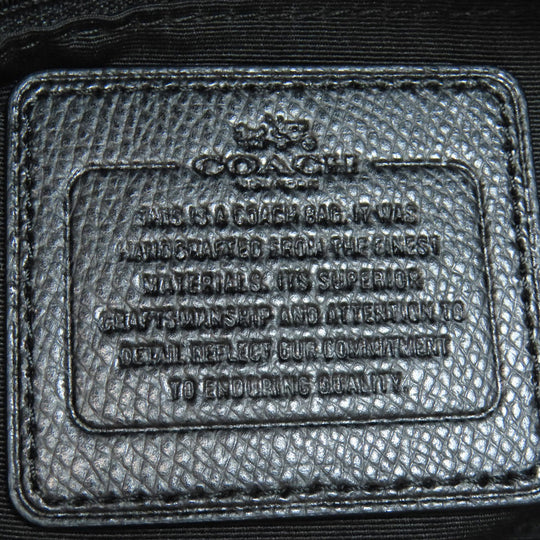 COACH
NEW YORK
THIS IS A COACH BAG. IT WAS
HANDCRAFTED FROM THE FINEST
MATERIALS. ITS SUPERIOR
CRAFTSMANSHIP AND ATTENTION TO
DETAIL REFLECT OUR COMMITMENT
TO ENDURING QUALITY.